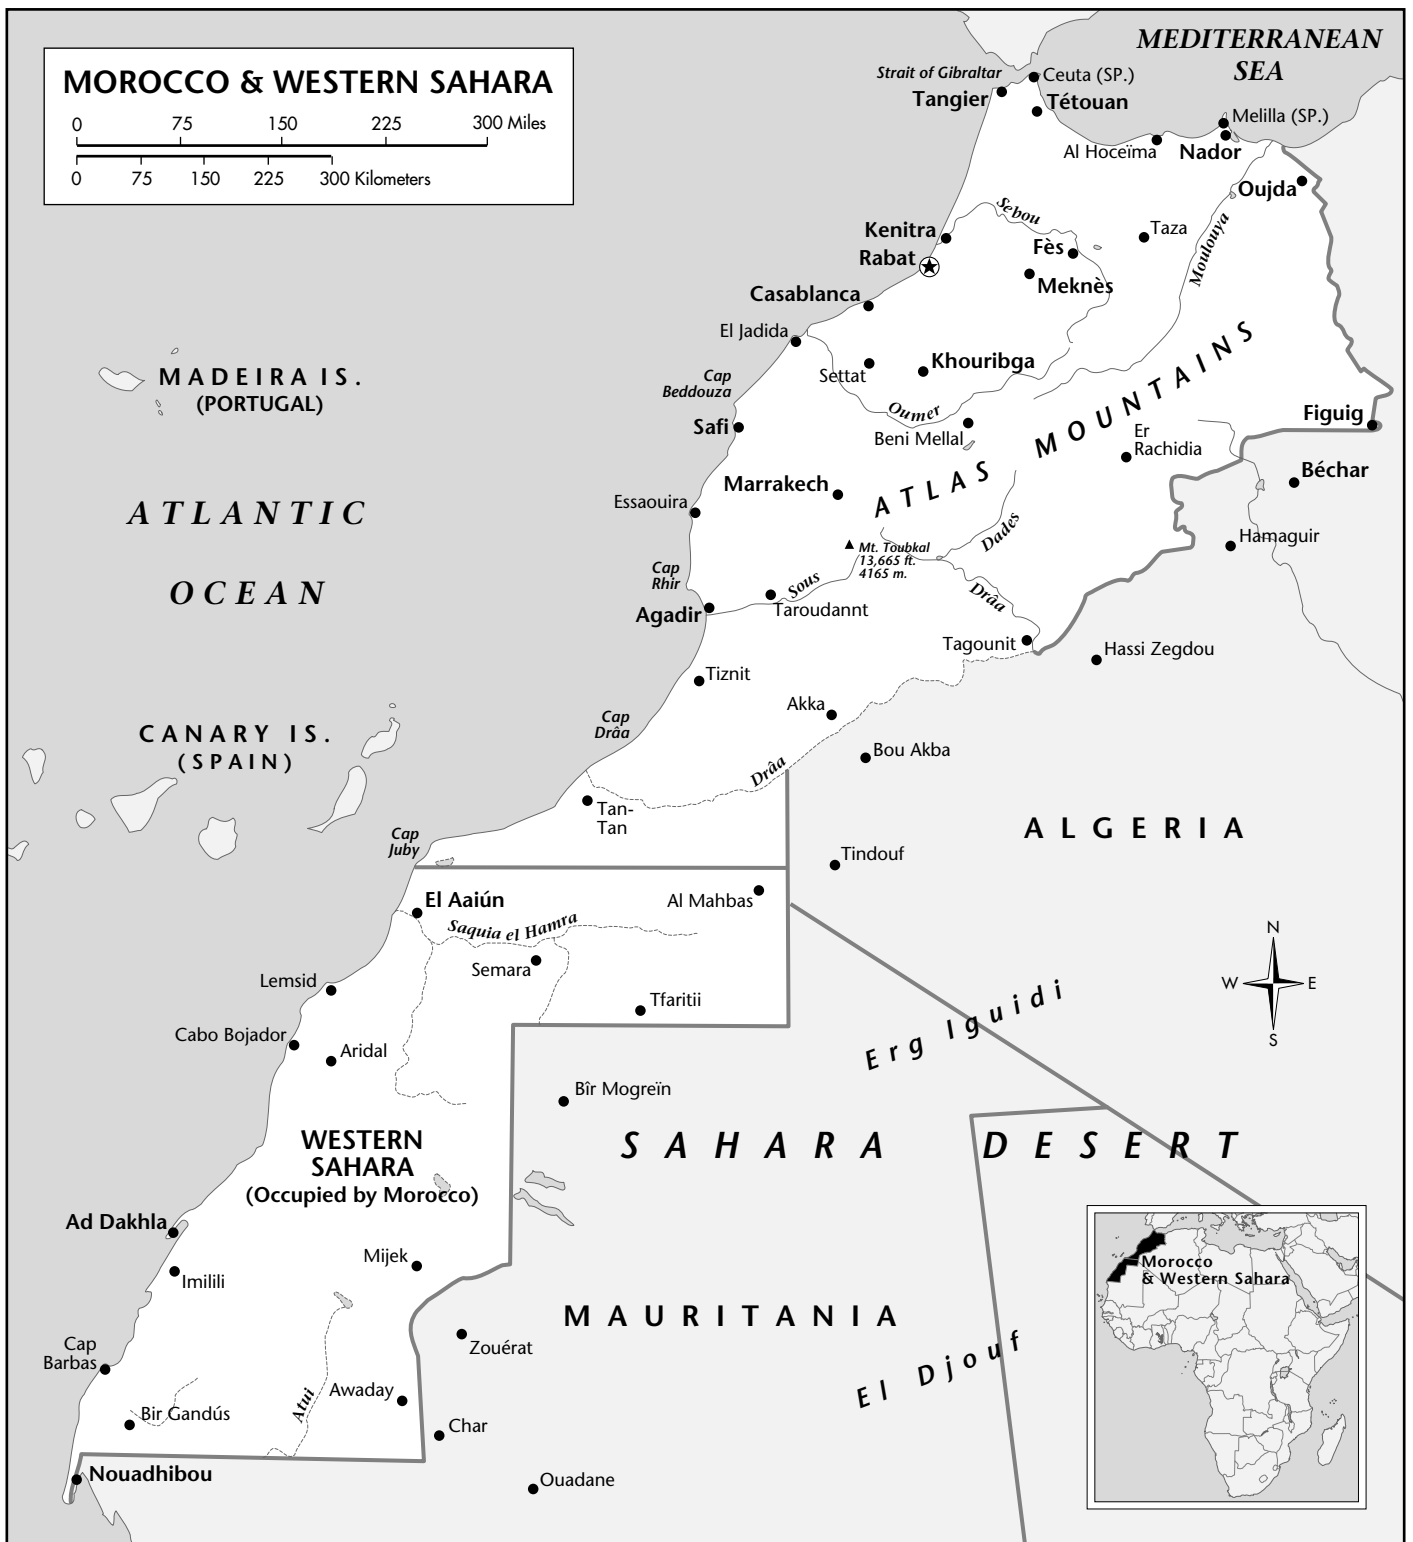 MOROCCO & WESTERN SAHARA
0 75 150 225 300 Miles
0 75 150 225 300 Kilometers
MEDITERRANEAN
SEA
Strait of Gibraltar
Ceuta (SP.)
Tangier
Tétouan
Melilla (SP.)
Al Hoceïma
Nador
Oujda
Sebou
Kenitra
Taza
Moulouya
Fès
Rabat
Meknès
Casablanca
El Jadida
Khouribga
Settat
Cap
Beddouza
MADEIRA IS.
(PORTUGAL)
Oumer
Safi
Beni Mellal
ATLAS MOUNTAINS
Er
Rachidia
Figuig
Béchar
Marrakech
Essaouira
ATLANTIC
OCEAN
Dades
Hamaguir
Mt. Toubkal
13,665 ft.
4165 m.
Cap
Rhir
Sous
Drâa
Agadir
Taroudannt
Tagounit
Hassi Zegdou
Tiznit
Akka
Cap
Drâa
CANARY IS.
(SPAIN)
Bou Akba
Drâa
Tan-
Tan
ALGERIA
Cap
Juby
Tindouf
El Aaiún
Al Mahbas
Saquia el Hamra
Semara
Lemsid
Tfaritii
N
W E
S
Erg Iguidi
Cabo Bojador
Aridal
Bîr Mogreïn
WESTERN
SAHARA
(Occupied by Morocco)
SAHARA DESERT
Ad Dakhla
Mijek
Imilili
Morocco
& Western Sahara
MAURITANIA
Zouérat
Cap
Barbas
El Djouf
Awaday
Atui
Bir Gandús
Char
Nouadhibou
Ouadane